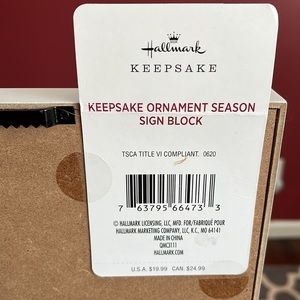 Hallmark
KEEPSAKE
KEEPSAKE ORNAMENT SEASON
SIGN BLOCK
TSCA TITLE VI COMPLIANT. 0620
7 63795 66473 3
© HALLMARK LICENSING, LLC, MFD. FOR/FABRIQUÉ POUR
HALLMARK MARKETING COMPANY, LLC, K.C., MO 64141
MADE IN CHINA
QMC3111
HALLMARK.COM
U.S.A. $19.99 CAN. $24.99